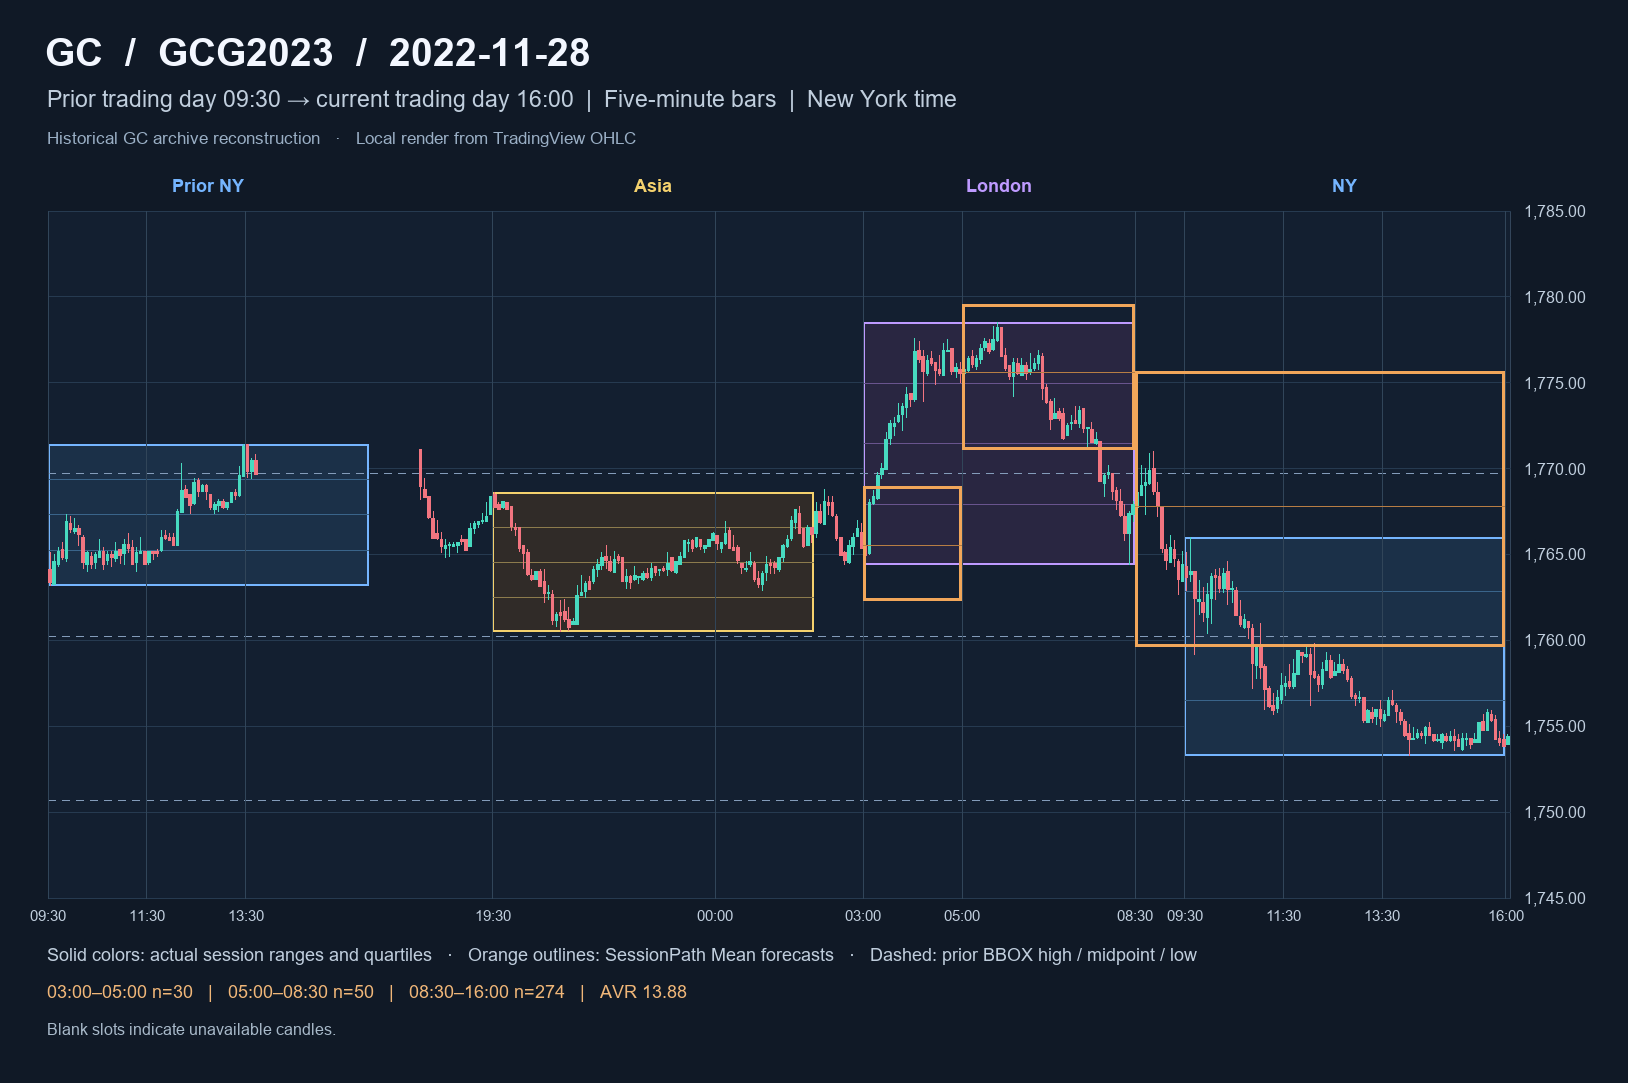 GC / GCG2023 / 2022-11-28
Prior trading day 09:30 → current trading day 16:00 | Five-minute bars | New York time
Historical GC archive reconstruction · Local render from TradingView OHLC
Prior NY
Asia
London
NY
1,785.00
1,780.00
1,775.00
1,770.00
1,765.00
1,760.00
1,755.00
1,750.00
1,745.00
09:30
11:30
13:30
19:30
00:00
03:00
05:00
08:30
09:30
11:30
13:30
16:00
Solid colors: actual session ranges and quartiles · Orange outlines: SessionPath Mean forecasts · Dashed: prior BBOX high / midpoint / low
03:00–05:00 n=30 | 05:00–08:30 n=50 | 08:30–16:00 n=274 | AVR 13.88
Blank slots indicate unavailable candles.